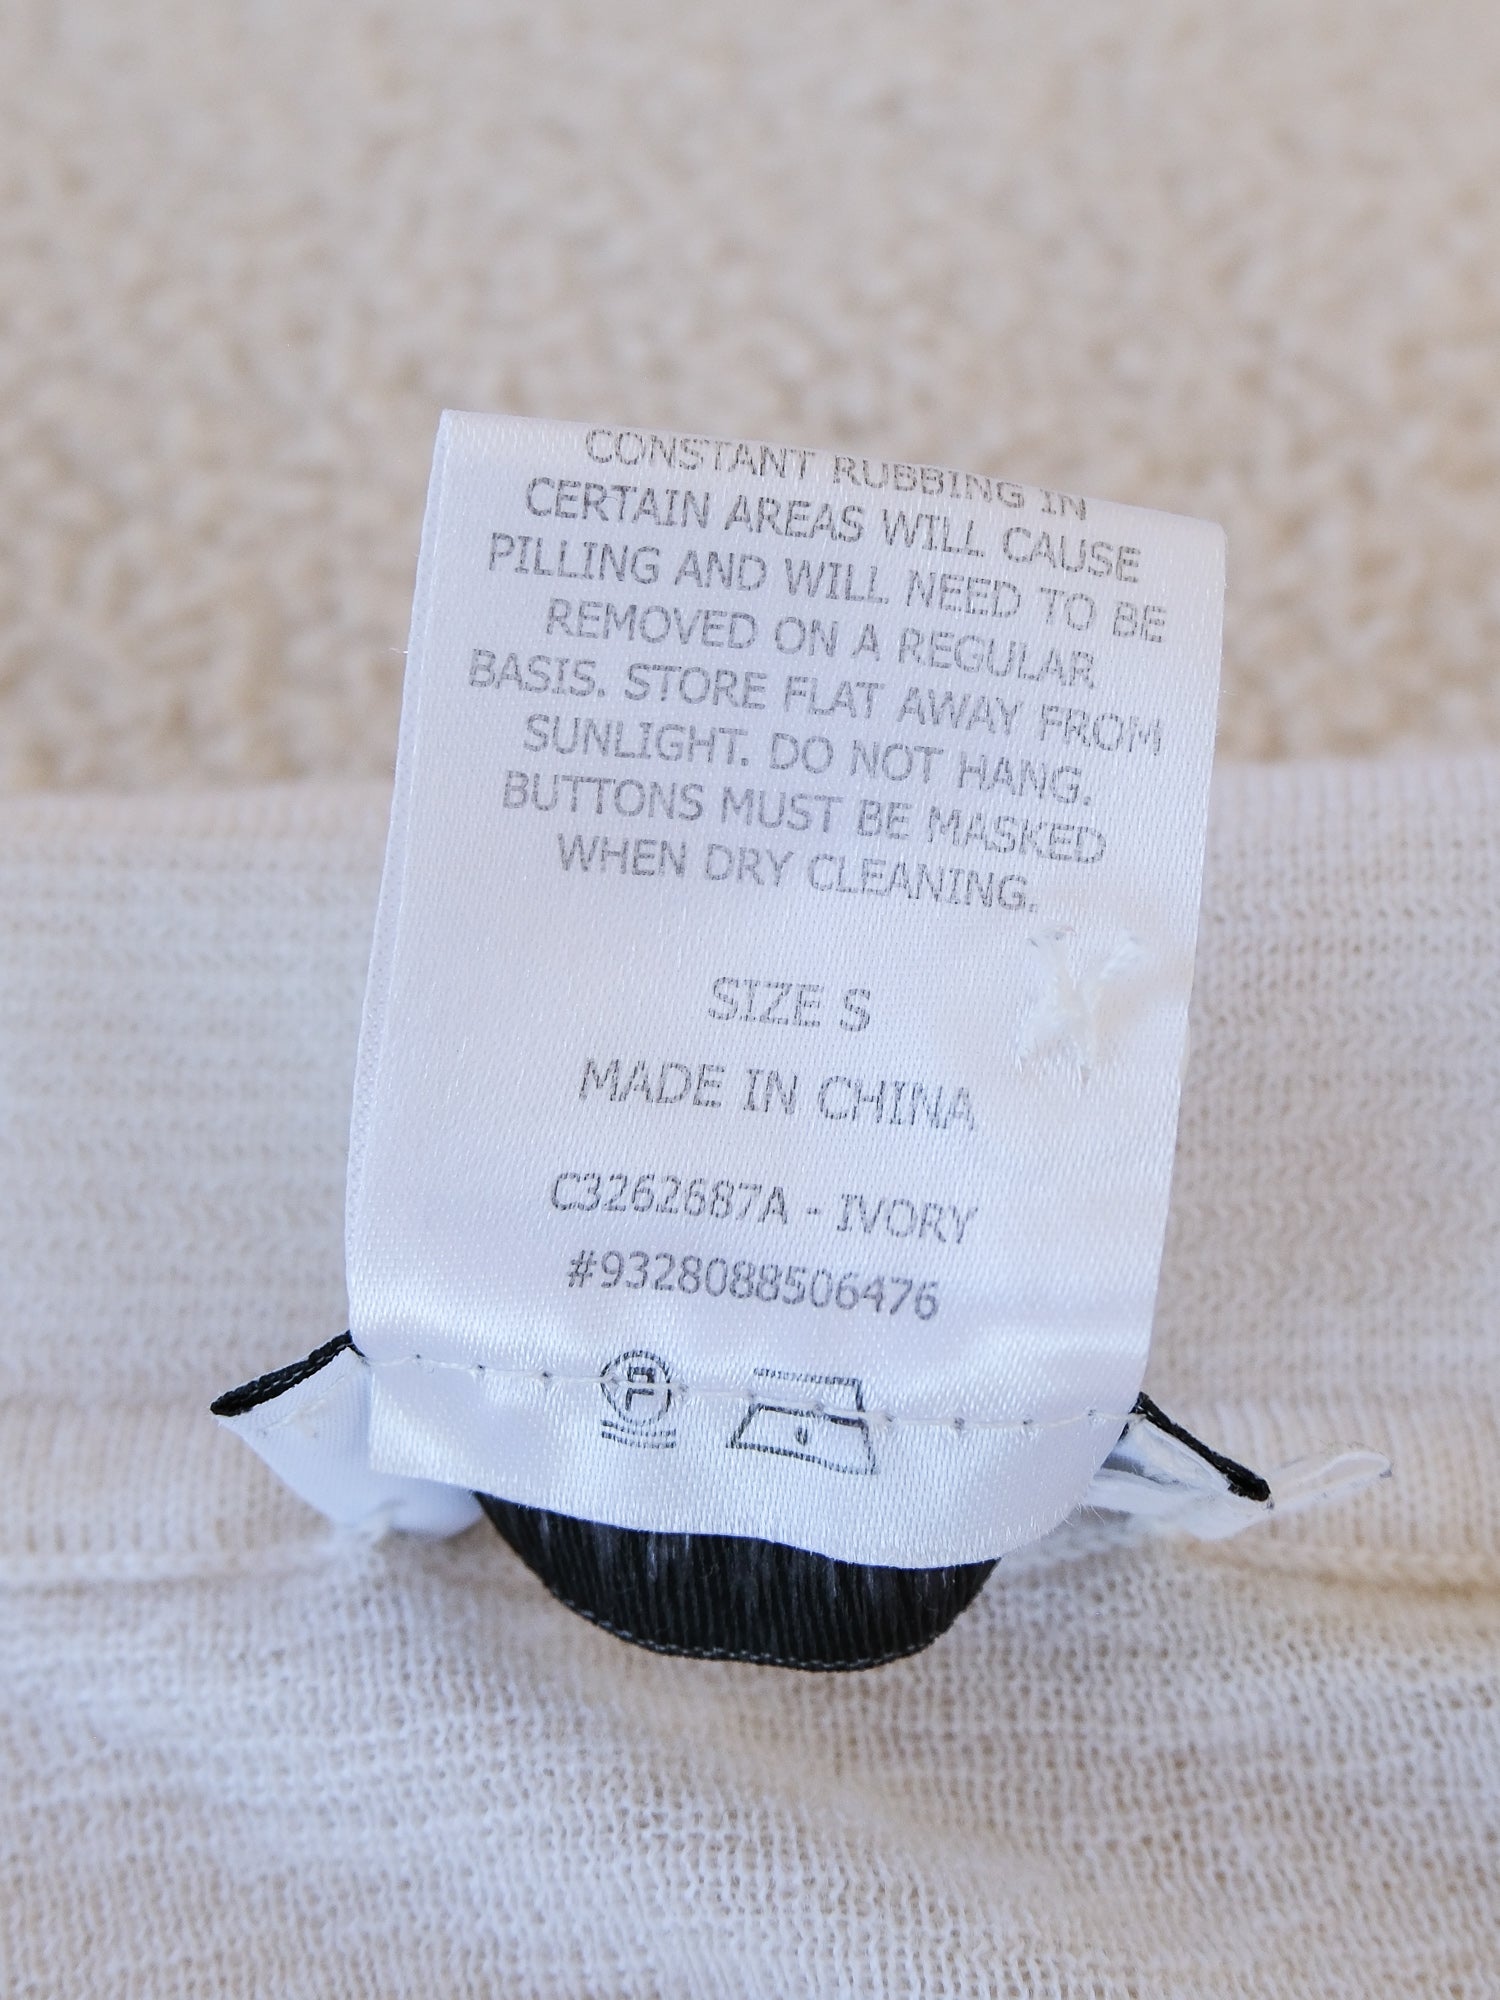 CONSTANT RUBBING IN
CERTAIN AREAS WILL CAUSE
PILLING AND WILL NEED TO BE
REMOVED ON A REGULAR
BASIS. STORE FLAT AWAY FROM
SUNLIGHT. DO NOT HANG.
BUTTONS MUST BE MASKED
WHEN DRY CLEANING.
SIZE S
MADE IN CHINA
C3262687A - IVORY
#9328088506476
P